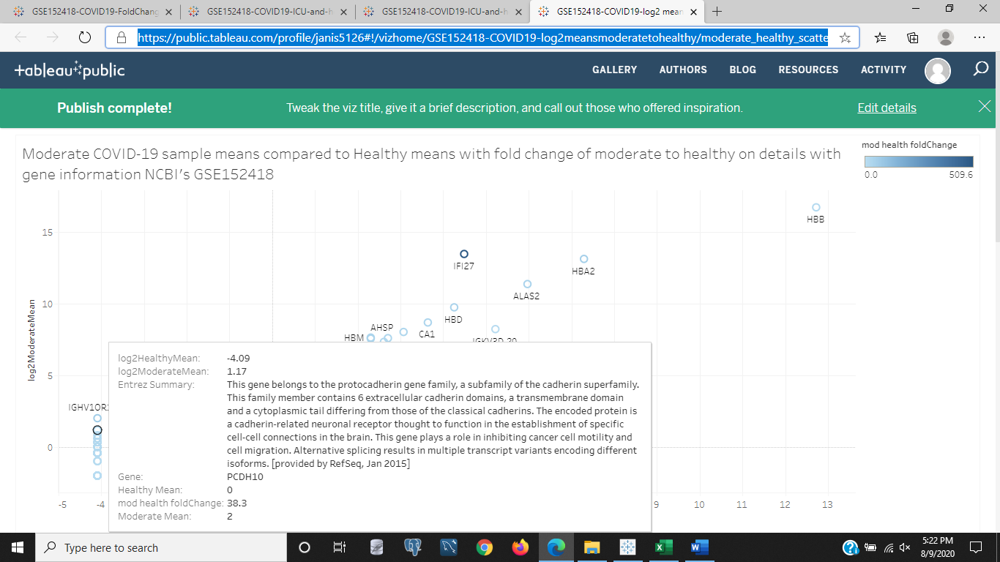 GSE152418-COVID19-FoldChang
GSE152418-COVID19-ICU-and-h
GSE152418-COVID19-ICU-and-h
GSE152418-COVID19-log2 mean
https://public.tableau.com/profile/janis5126#!/vizhome/GSE152418-COVID19-log2meansmoderatetohealthy/moderate_healthy_scatte
tableau public
GALLERY AUTHORS BLOG RESOURCES ACTIVITY
Publish complete! Tweak the viz title, give it a brief description, and call out those who offered inspiration. Edit details
Moderate COVID-19 sample means compared to Healthy means with fold change of moderate to healthy on details with
gene information NCBI's GSE152418
mod health foldChange
0.0 509.6
HBB
15
IFI27
HBA2
ALAS2
10
HBD
AHSP
CA1
HBM
IGKV3D-20
log2ModerateMean
5
IGHV1OR1
0
log2HealthyMean: -4.09
log2ModerateMean: 1.17
Entrez Summary: This gene belongs to the protocadherin gene family, a subfamily of the cadherin superfamily.
This family member contains 6 extracellular cadherin domains, a transmembrane domain
and a cytoplasmic tail differing from those of the classical cadherins. The encoded protein is
a cadherin-related neuronal receptor thought to function in the establishment of specific
cell-cell connections in the brain. This gene plays a role in inhibiting cancer cell motility and
cell migration. Alternative splicing results in multiple transcript variants encoding different
isoforms. [provided by RefSeq, Jan 2015]
Gene: PCDH10
Healthy Mean: 0
mod health foldChange: 38.3
Moderate Mean: 2
-5 -4 9 10 11 12 13
Type here to search
5:22 PM
8/9/2020